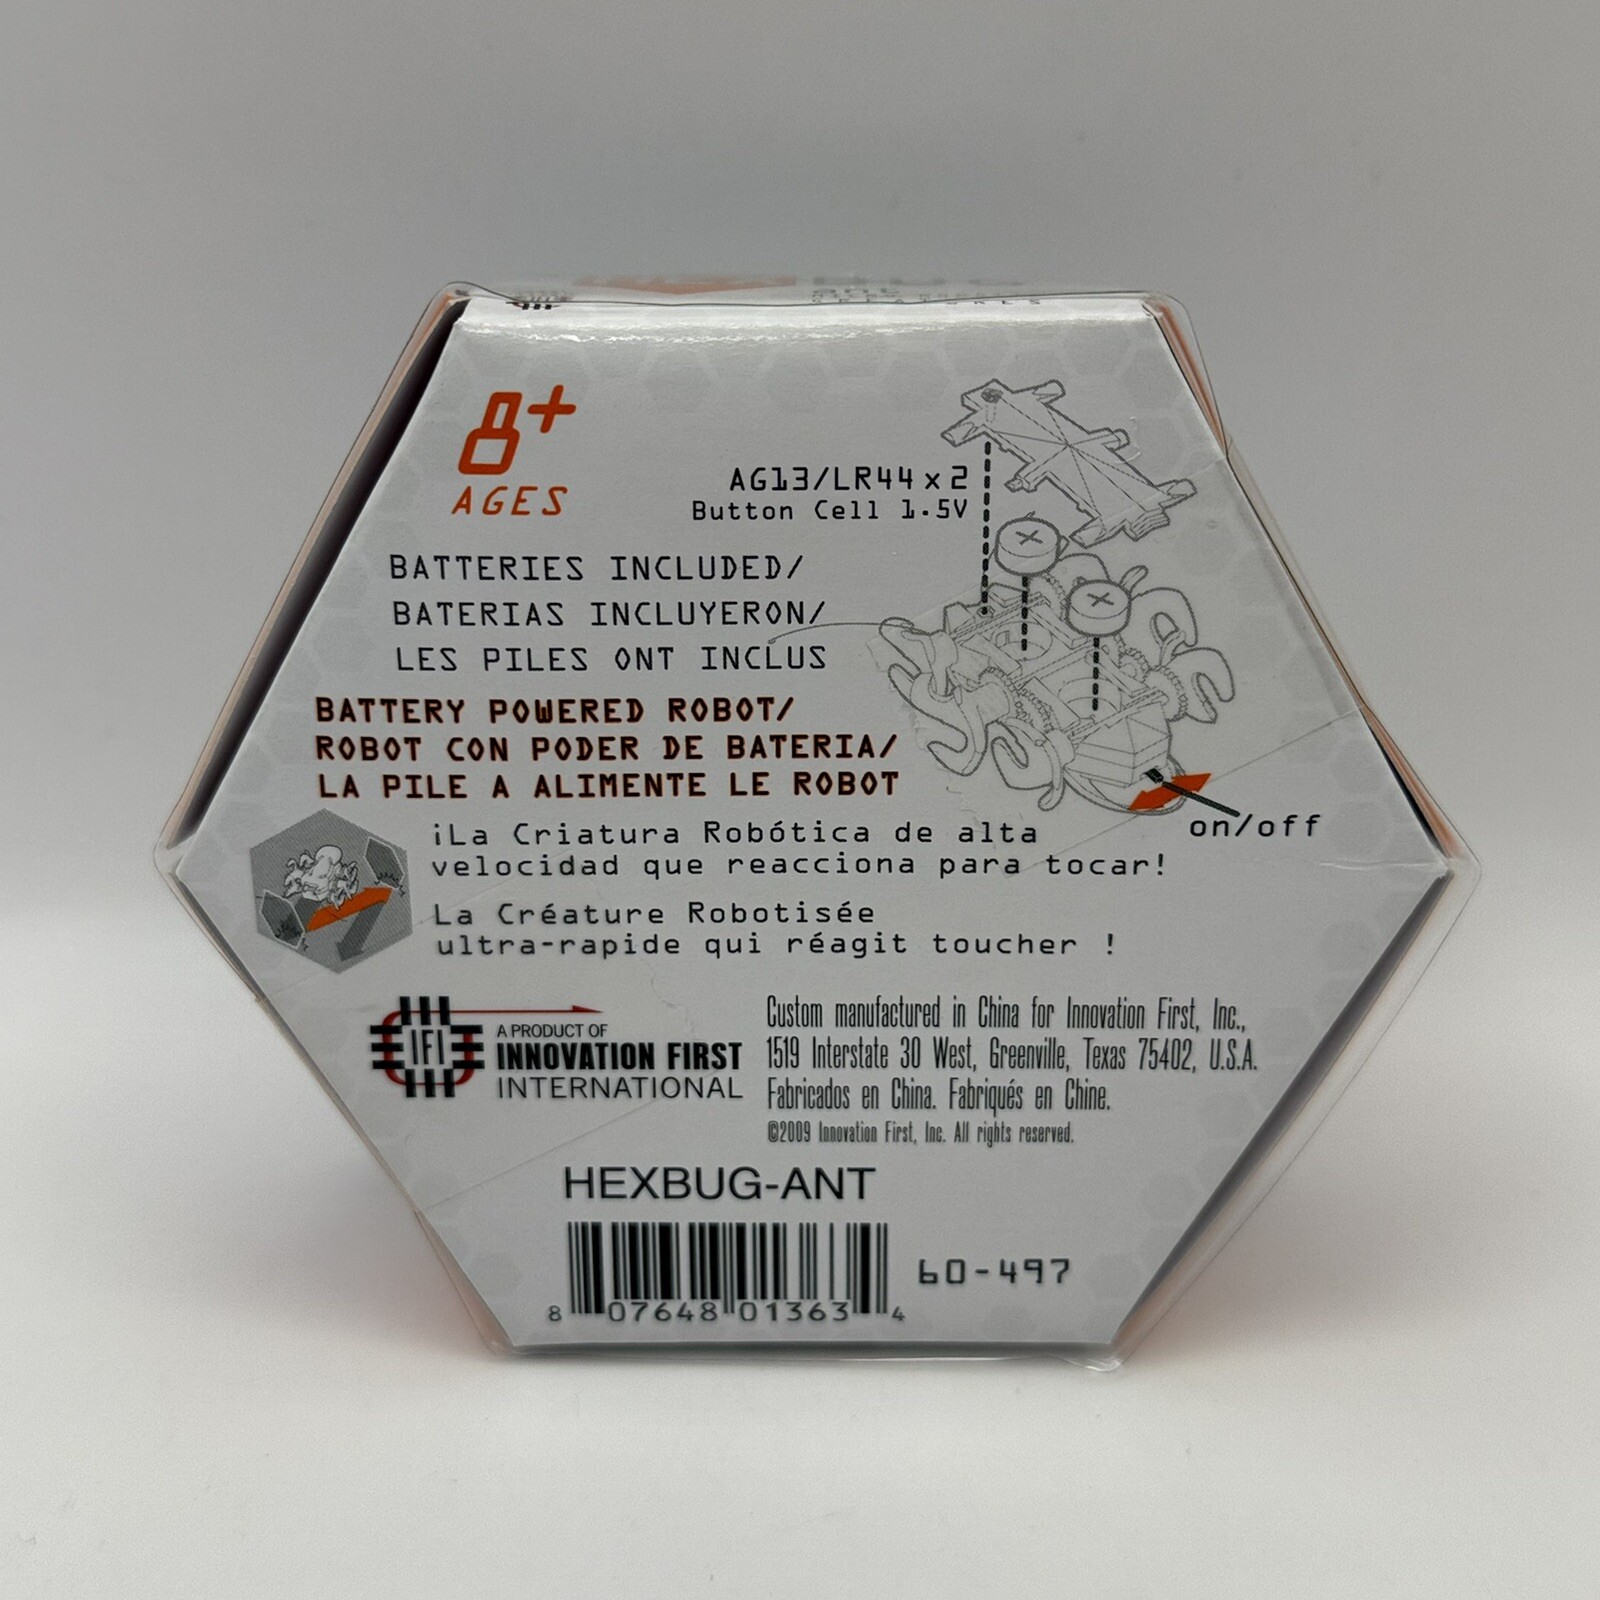 8+
AGES
AG13/LR44 x 2
Button Cell 1.5V
BATTERIES INCLUDED/
BATERIAS INCLUYERON/
LES PILES ONT INCLUS
BATTERY POWERED ROBOT/
ROBOT CON PODER DE BATERIA/
LA PILE A ALIMENTE LE ROBOT
on/off
¡La Criatura Robótica de alta
velocidad que reacciona para tocar!
La Créature Robotisée
ultra-rapide qui réagit toucher !
IFI
A PRODUCT OF
INNOVATION FIRST
INTERNATIONAL
Custom manufactured in China for Innovation First, Inc.,
1519 Interstate 30 West, Greenville, Texas 75402, U.S.A.
Fabricados en China. Fabriqués en Chine.
©2009 Innovation First, Inc. All rights reserved.
HEXBUG-ANT
60-497
8 07648 01363 4